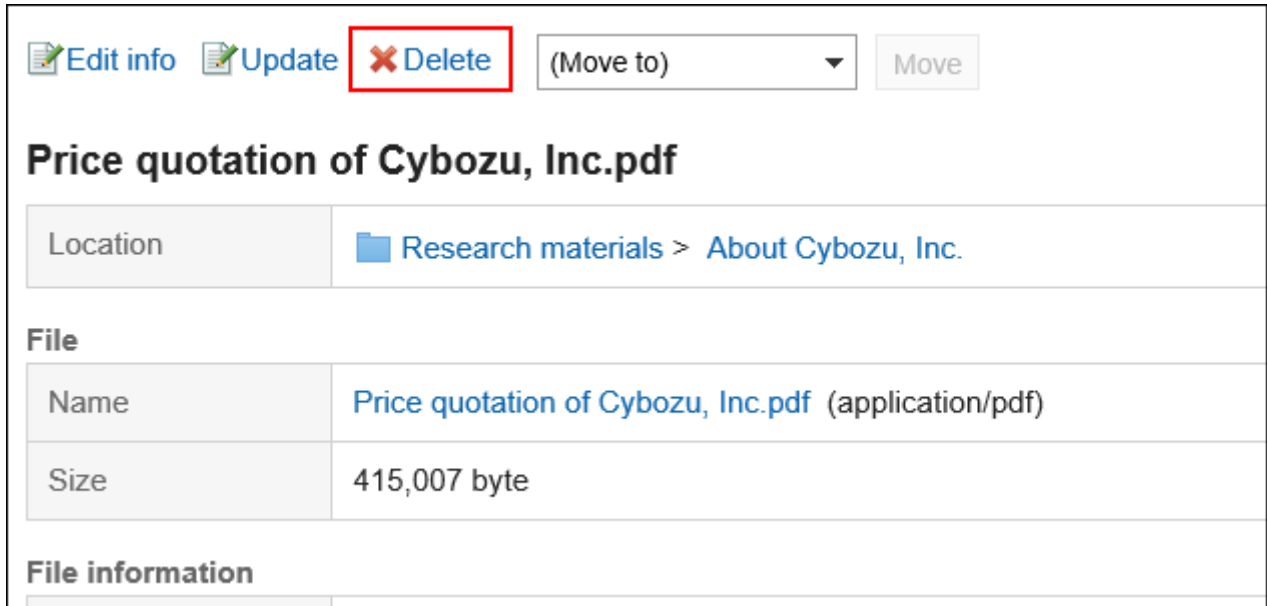 Edit info Update Delete (Move to) Move
Price quotation of Cybozu, Inc.pdf
Location Research materials > About Cybozu, Inc.
File
Name Price quotation of Cybozu, Inc.pdf (application/pdf)
Size 415,007 byte
File information